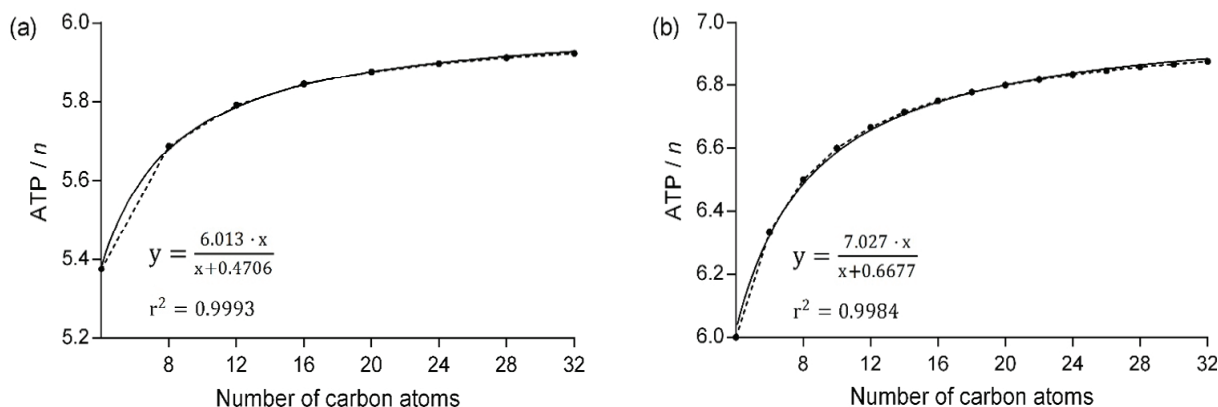 (a)
6.0
5.8
5.6
5.4
5.2
ATP / n
y = 6.013 · x / x+0.4706
r² = 0.9993
8 12 16 20 24 28 32
Number of carbon atoms
(b)
7.0
6.8
6.6
6.4
6.2
6.0
ATP / n
y = 7.027 · x / x+0.6677
r² = 0.9984
8 12 16 20 24 28 32
Number of carbon atoms